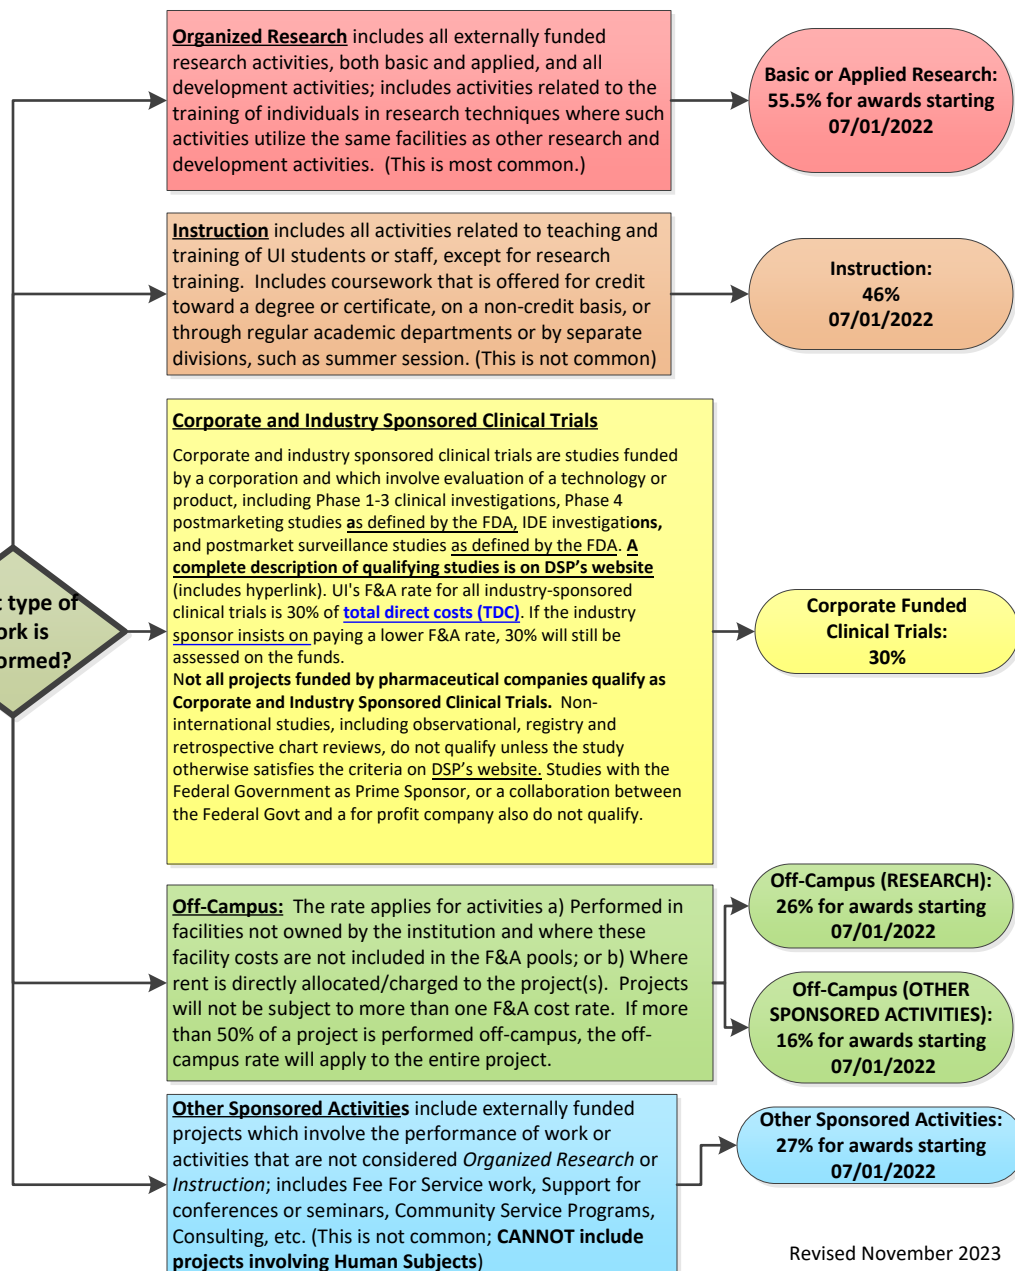 Organized Research includes all externally funded
research activities, both basic and applied, and all
development activities; includes activities related to the
training of individuals in research techniques where such
activities utilize the same facilities as other research and
development activities.  (This is most common.)
Basic or Applied Research:
55.5% for awards starting
07/01/2022
Instruction includes all activities related to teaching and
training of UI students or staff, except for research
training.  Includes coursework that is offered for credit
toward a degree or certificate, on a non-credit basis, or
through regular academic departments or by separate
divisions, such as summer session. (This is not common)
Instruction:
46%
07/01/2022
type of
ork is
ormed?
Corporate and Industry Sponsored Clinical Trials
Corporate and industry sponsored clinical trials are studies funded
by a corporation and which involve evaluation of a technology or
product, including Phase 1-3 clinical investigations, Phase 4
postmarketing studies as defined by the FDA, IDE investigations,
and postmarket surveillance studies as defined by the FDA. A
complete description of qualifying studies is on DSP's website
(includes hyperlink). UI's F&A rate for all industry-sponsored
clinical trials is 30% of total direct costs (TDC). If the industry
sponsor insists on paying a lower F&A rate, 30% will still be
assessed on the funds.
Not all projects funded by pharmaceutical companies qualify as
Corporate and Industry Sponsored Clinical Trials.  Non-
international studies, including observational, registry and
retrospective chart reviews, do not qualify unless the study
otherwise satisfies the criteria on DSP's website. Studies with the
Federal Government as Prime Sponsor, or a collaboration between
the Federal Govt and a for profit company also do not qualify.
Corporate Funded
Clinical Trials:
30%
Off-Campus:  The rate applies for activities a) Performed in
facilities not owned by the institution and where these
facility costs are not included in the F&A pools; or b) Where
rent is directly allocated/charged to the project(s).  Projects
will not be subject to more than one F&A cost rate.  If more
than 50% of a project is performed off-campus, the off-
campus rate will apply to the entire project.
Off-Campus (RESEARCH):
26% for awards starting
07/01/2022
Off-Campus (OTHER
SPONSORED ACTIVITIES):
16% for awards starting
07/01/2022
Other Sponsored Activities include externally funded
projects which involve the performance of work or
activities that are not considered Organized Research or
Instruction; includes Fee For Service work, Support for
conferences or seminars, Community Service Programs,
Consulting, etc. (This is not common; CANNOT include
projects involving Human Subjects)
Other Sponsored Activities:
27% for awards starting
07/01/2022
Revised November 2023